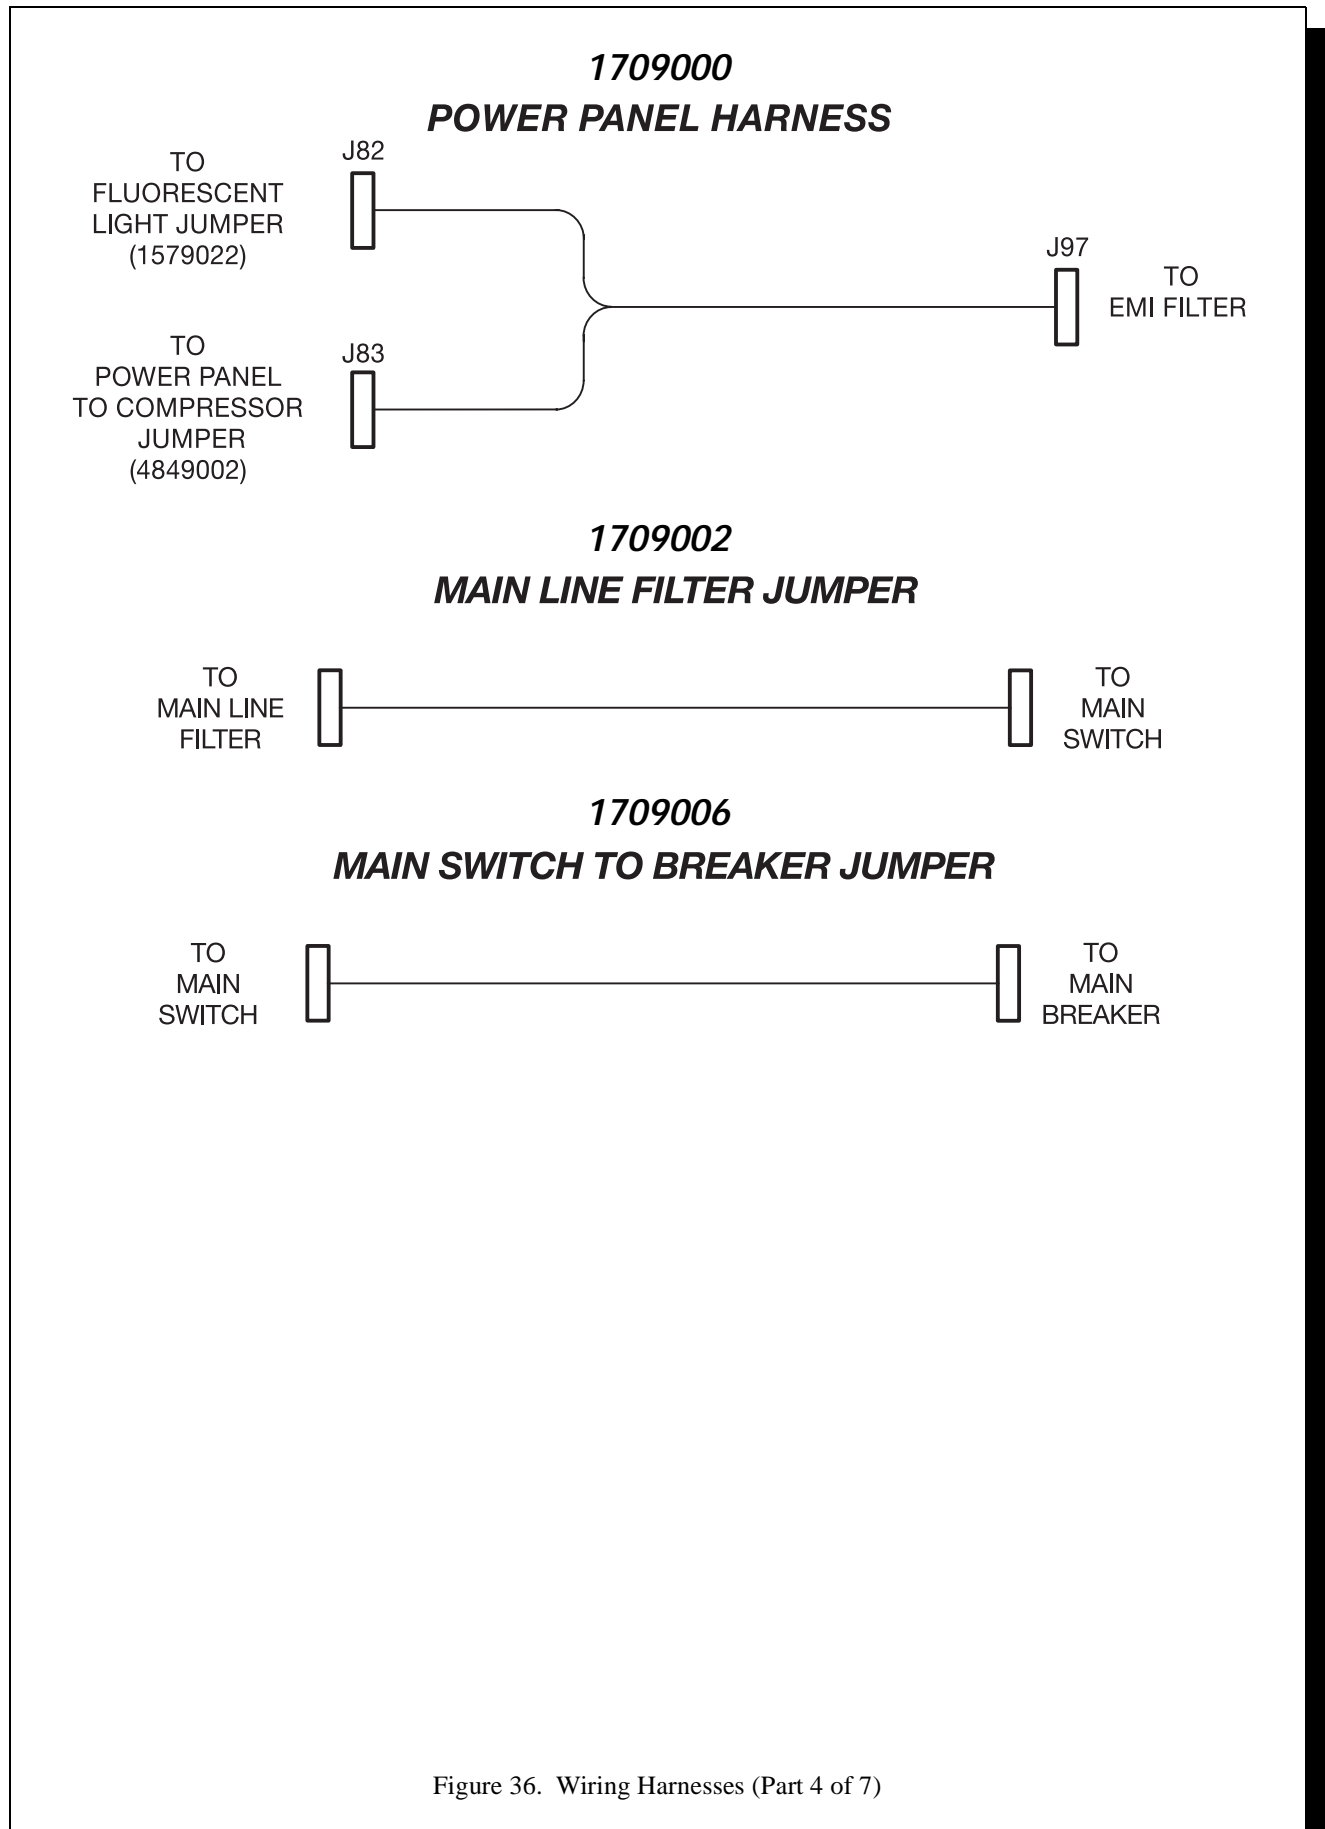 1709000
POWER PANEL HARNESS
J82
TO
FLUORESCENT
LIGHT JUMPER
(1579022)
J97
TO
EMI FILTER
J83
TO
POWER PANEL
TO COMPRESSOR
JUMPER
(4849002)
1709002
MAIN LINE FILTER JUMPER
TO
MAIN LINE
FILTER
TO
MAIN
SWITCH
1709006
MAIN SWITCH TO BREAKER JUMPER
TO
MAIN
SWITCH
TO
MAIN
BREAKER
Figure 36. Wiring Harnesses (Part 4 of 7)